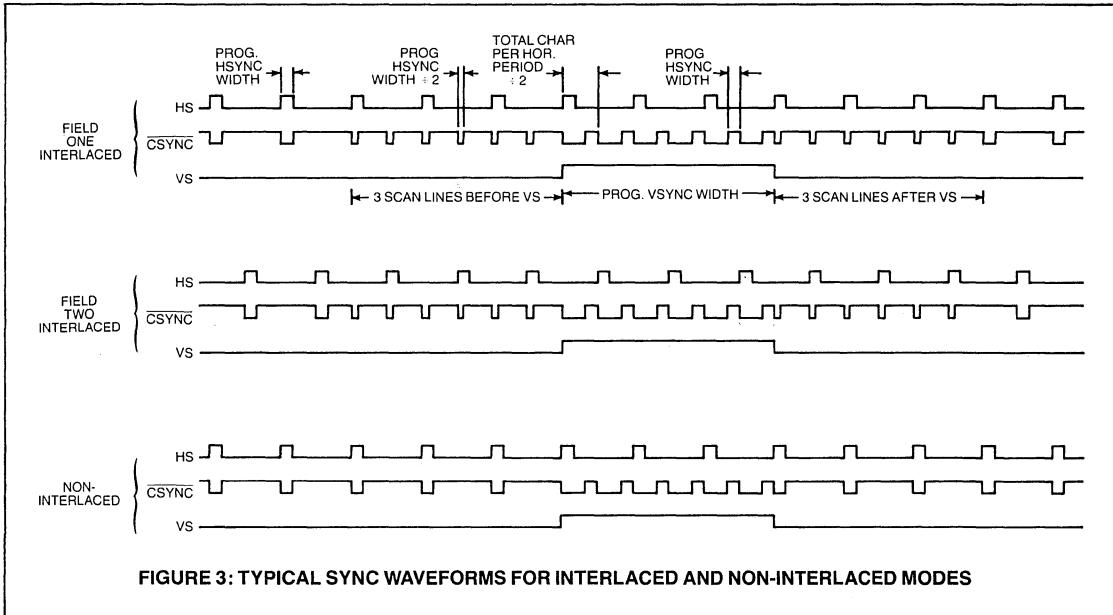 PROG.
HSYNC
WIDTH
PROG
HSYNC
WIDTH ÷ 2
TOTAL CHAR
PER HOR.
PERIOD
÷ 2
PROG
HSYNC
WIDTH
FIELD
ONE
INTERLACED
HS
CSYNC
VS
3 SCAN LINES BEFORE VS
PROG. VSYNC WIDTH
3 SCAN LINES AFTER VS
FIELD
TWO
INTERLACED
HS
CSYNC
VS
NON-
INTERLACED
HS
CSYNC
VS
FIGURE 3: TYPICAL SYNC WAVEFORMS FOR INTERLACED AND NON-INTERLACED MODES